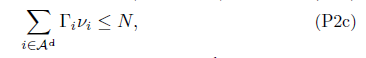 ∑_{i∈𝒜^d} Γ_i ν_i ≤ N, (P2c)